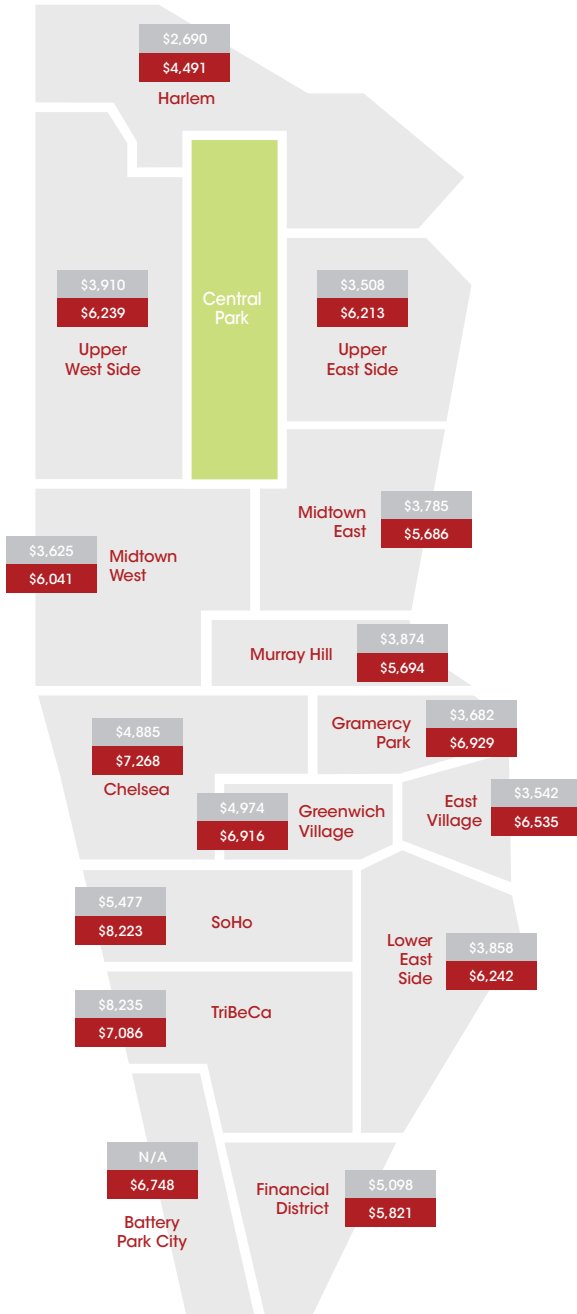 $2,690
$4,491
Harlem
$3,910
$6,239
Upper
West Side
Central
Park
$3,508
$6,213
Upper
East Side
Midtown
East
$3,785
$5,686
$3,625
$6,041
Midtown
West
Murray Hill
$3,874
$5,694
$4,885
$7,268
Chelsea
Gramercy
Park
$3,682
$6,929
$4,974
$6,916
Greenwich
Village
East
Village
$3,542
$6,535
$5,477
$8,223
SoHo
Lower
East
Side
$3,858
$6,242
$8,235
$7,086
TriBeCa
N/A
$6,748
Battery
Park City
Financial
District
$5,098
$5,821